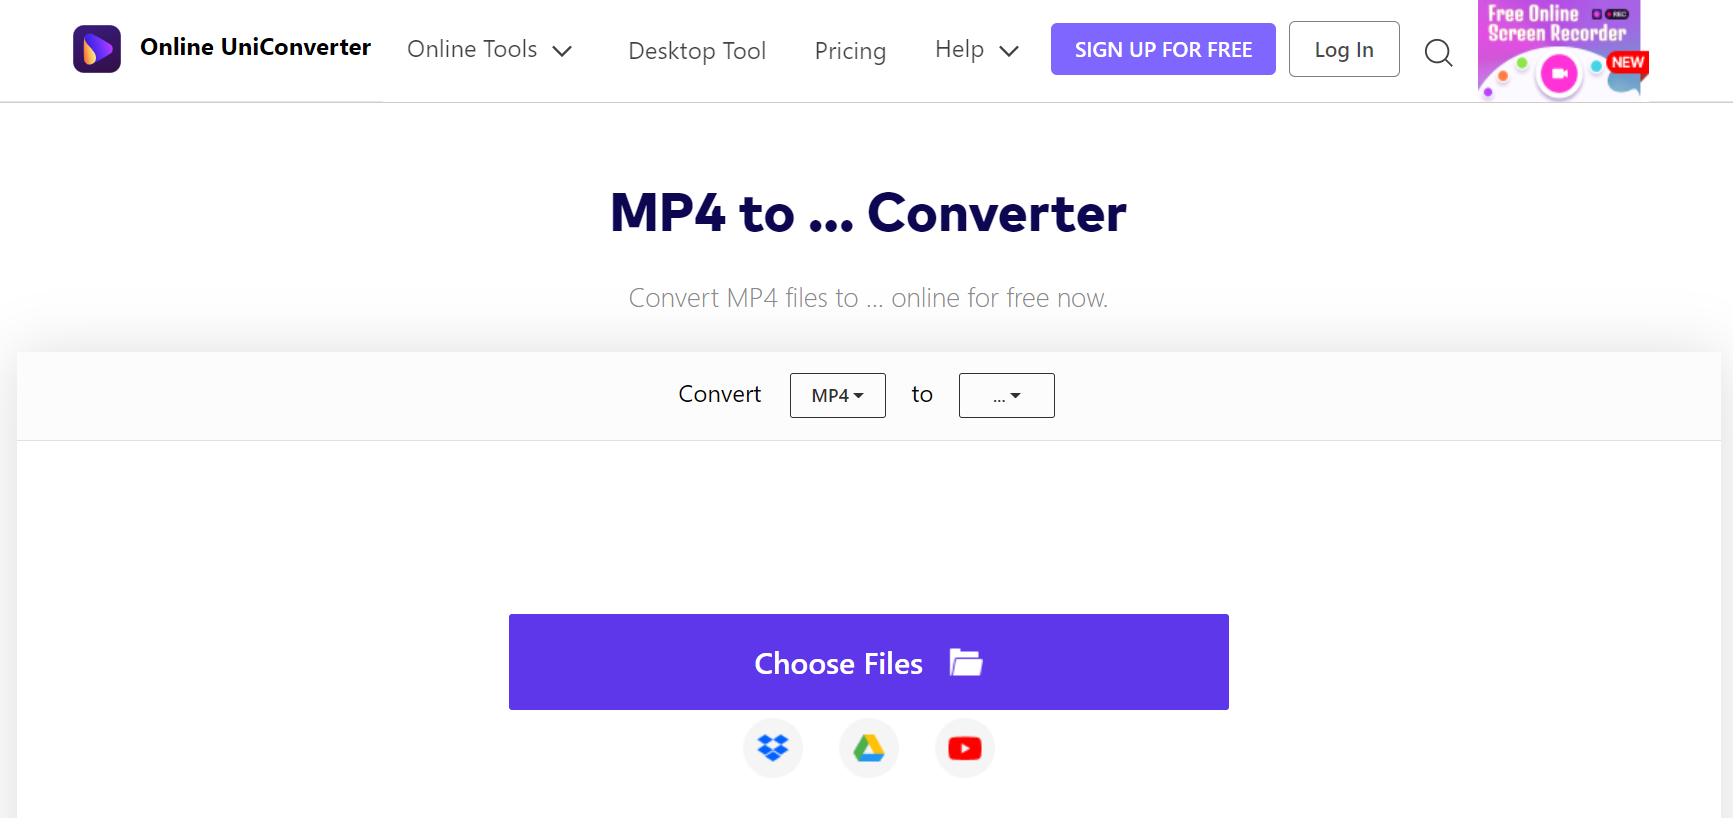 Online UniConverter
Online Tools
Desktop Tool
Pricing
Help
SIGN UP FOR FREE
Log In
Free Online
REC
Screen Recorder
NEW
MP4 to ... Converter
Convert MP4 files to ... online for free now.
Convert MP4 to ...
Choose Files